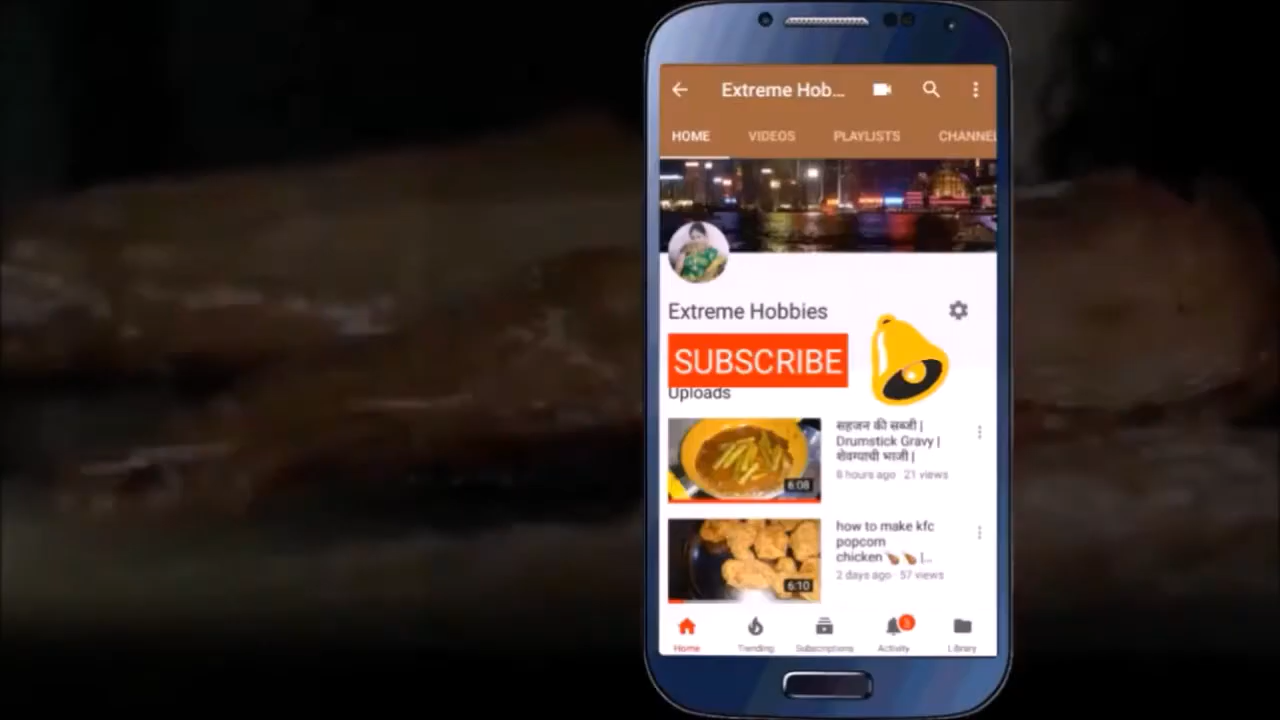 Extreme Hob...
HOME VIDEOS PLAYLISTS CHANNEL
Extreme Hobbies
SUBSCRIBE
Uploads
सहजन की सब्जी |
Drumstick Gravy |
शेवग्याची भाजी |
8 hours ago 21 views
6:08
how to make kfc
popcorn
chicken 🍗 🍗 |...
2 days ago 57 views
6:10
Home Trending Subscriptions Activity Library